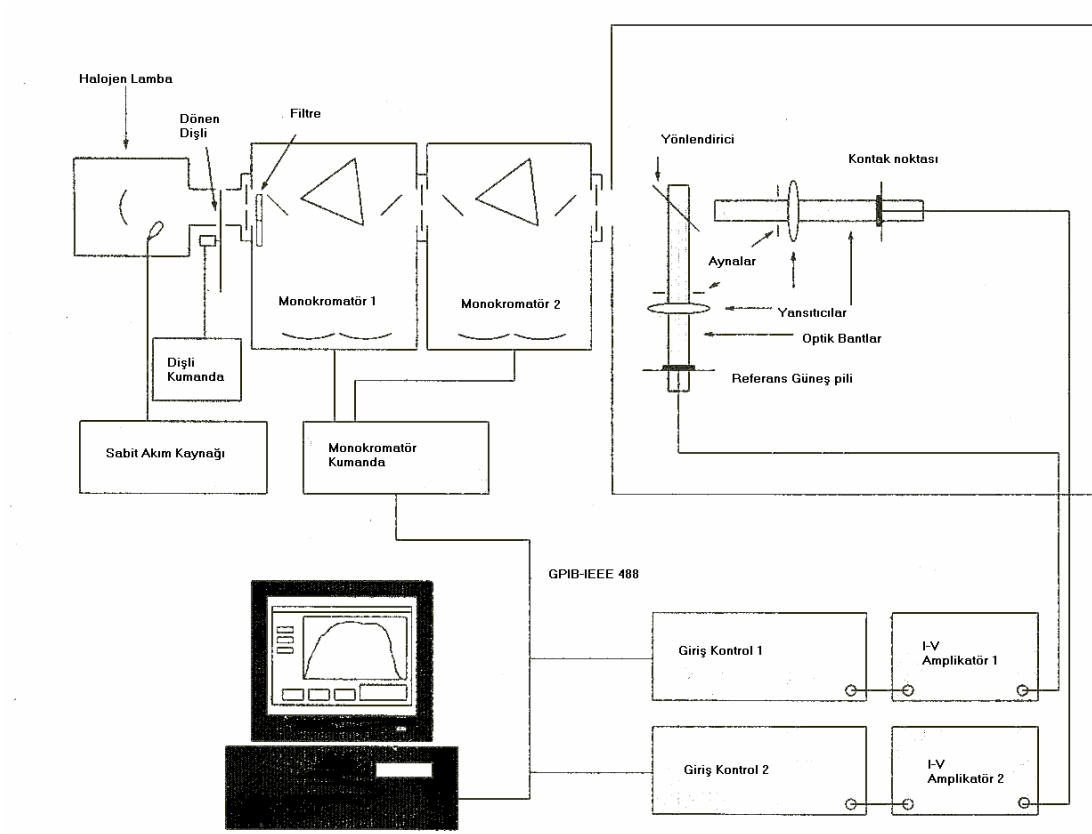 Halojen Lamba
Dönen
Dişli
Filtre
Yönlendirici
Kontak noktası
Aynalar
Monokromatör 1
Monokromatör 2
Yansıtıcılar
Optik Bantlar
Dişli
Kumanda
Referans Güneş pili
Sabit Akım Kaynağı
Monokromatör
Kumanda
GPIB-IEEE 488
Giriş Kontrol 1
I-V
Amplikatör 1
Giriş Kontrol 2
I-V
Amplikatör 2